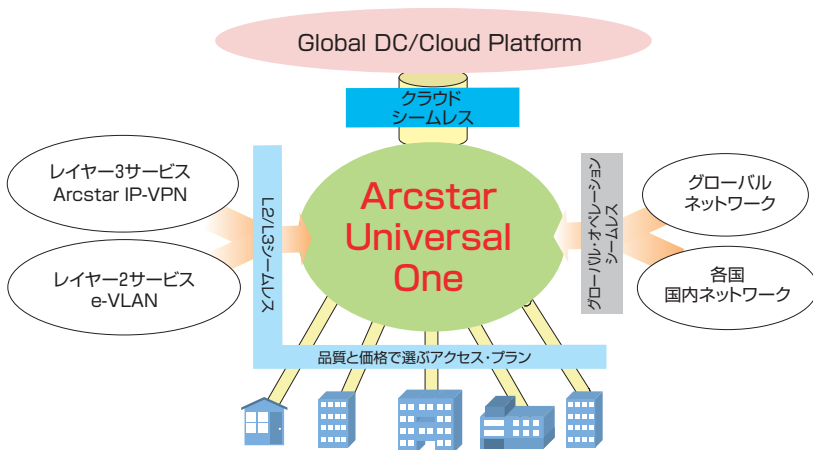 Global DC/Cloud Platform
クラウド
シームレス
レイヤー3サービス
Arcstar IP-VPN
レイヤー2サービス
e-VLAN
L2/L3シームレス
Arcstar
Universal
One
グローバル・オペレーション
シームレス
グローバル
ネットワーク
各国
国内ネットワーク
品質と価格で選ぶアクセス・プラン